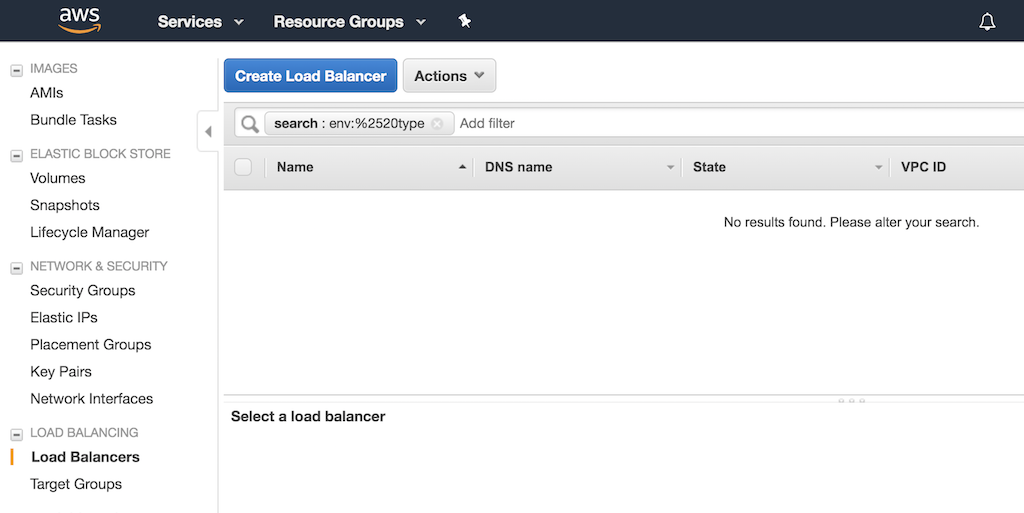 aws Services Resource Groups
IMAGES
AMIs
Bundle Tasks
ELASTIC BLOCK STORE
Volumes
Snapshots
Lifecycle Manager
NETWORK & SECURITY
Security Groups
Elastic IPs
Placement Groups
Key Pairs
Network Interfaces
LOAD BALANCING
Load Balancers
Target Groups
Create Load Balancer Actions
search : env:%2520type Add filter
Name DNS name State VPC ID
No results found. Please alter your search.
Select a load balancer